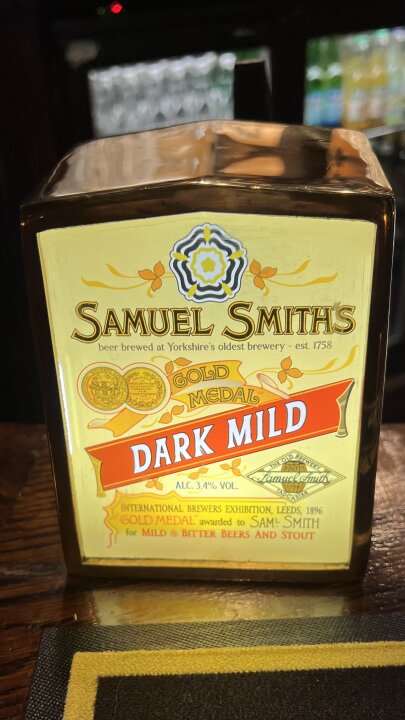 SAMUEL SMITH'S
beer brewed at Yorkshire's oldest brewery - est. 1758
GOLD
MEDAL
DARK MILD
ALC. 3.4% VOL.
THE OLD BREWERY
Samuel Smith
TADCASTER
INTERNATIONAL BREWERS EXHIBITION, LEEDS, 1896
"GOLD MEDAL" awarded to SAML SMITH
for MILD & BITTER BEERS AND STOUT